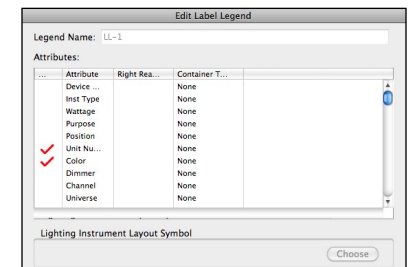 Edit Label Legend
Legend Name: LL-1
Attributes:
... Attribute Right Rea... Container T...
Device ... None
Inst Type None
Wattage None
Purpose None
Position None
Unit Nu... None
Color None
Dimmer None
Channel None
Universe None
Lighting Instrument Layout Symbol
Choose